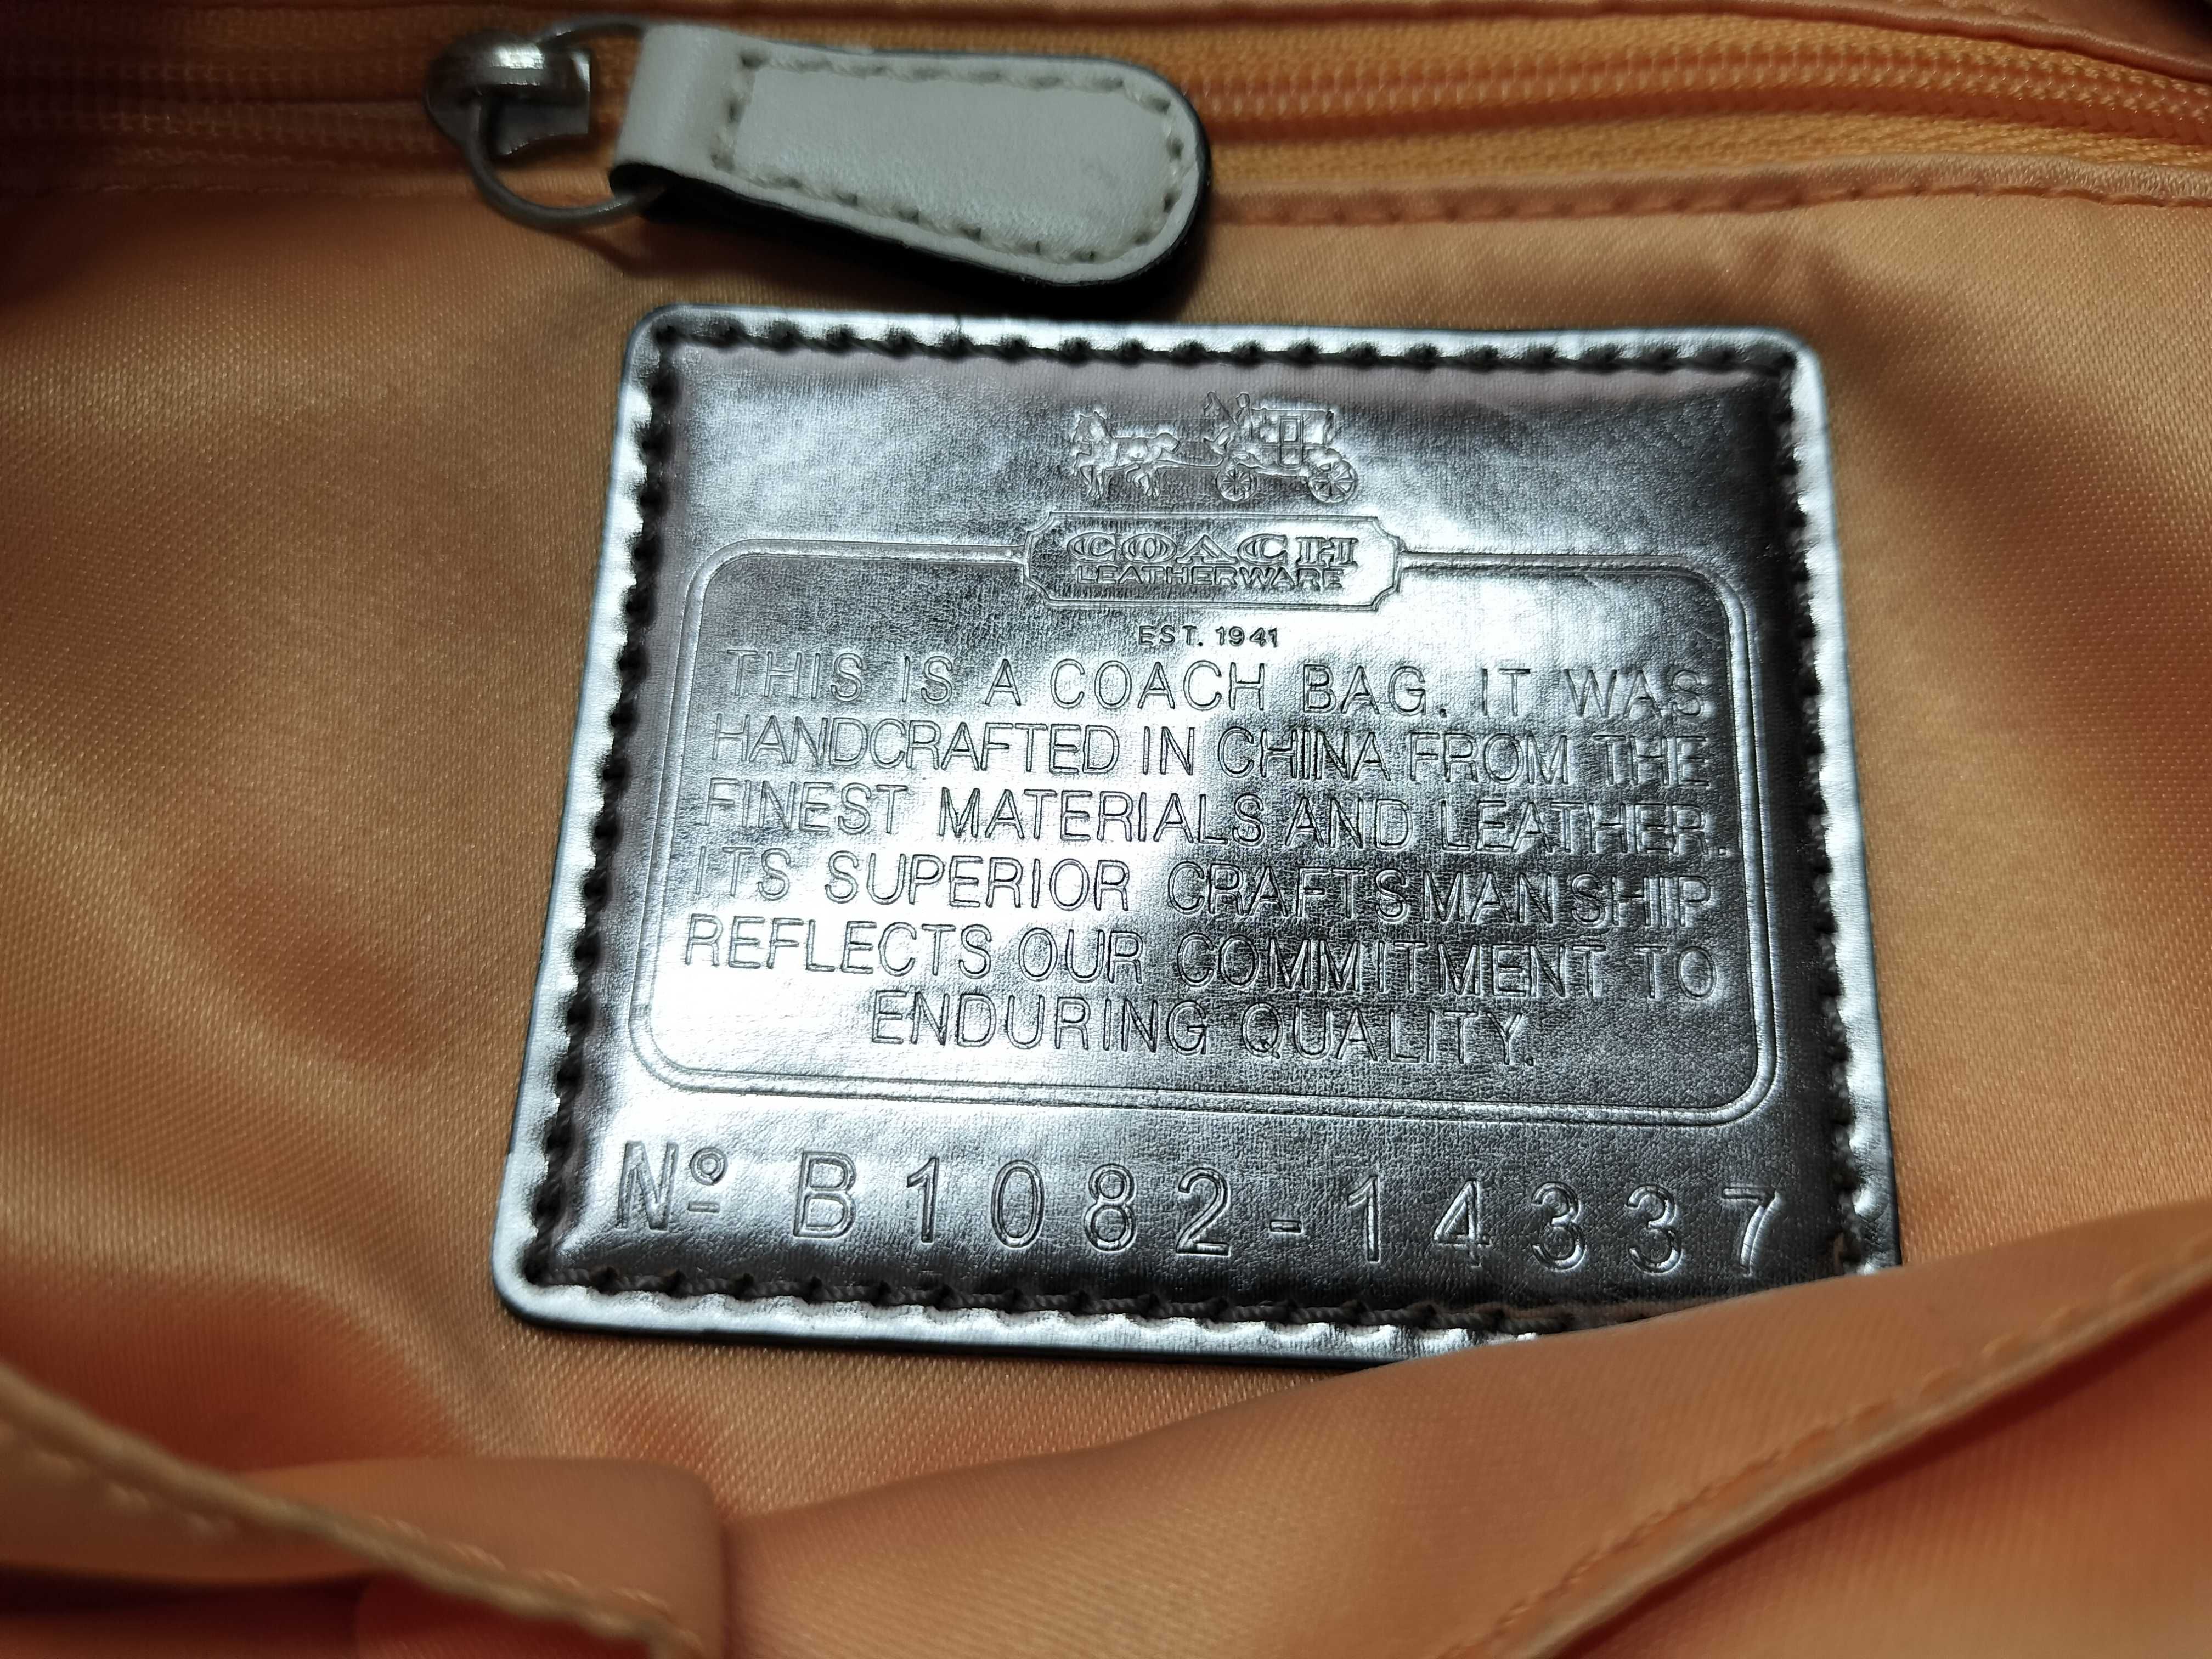 COACH
LEATHERWARE
EST. 1941
THIS IS A COACH BAG. IT WAS
HANDCRAFTED IN CHINA FROM THE
FINEST MATERIALS AND LEATHER.
ITS SUPERIOR CRAFTSMANSHIP
REFLECTS OUR COMMITMENT TO
ENDURING QUALITY.
Nº B1082-14337